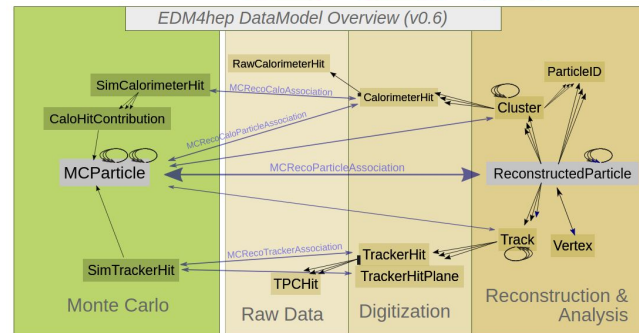 EDM4hep DataModel Overview (v0.6)
RawCalorimeterHit
ParticleID
SimCalorimeterHit
MCRecoCaloAssociation
CalorimeterHit
Cluster
CaloHitContribution
MCRecoCaloParticleAssociation
MCParticle
MCRecoParticleAssociation
ReconstructedParticle
Track
Vertex
MCRecoTrackerAssociation
TrackerHit
SimTrackerHit
TrackerHitPlane
TPCHit
Monte Carlo
Raw Data
Digitization
Reconstruction &
Analysis